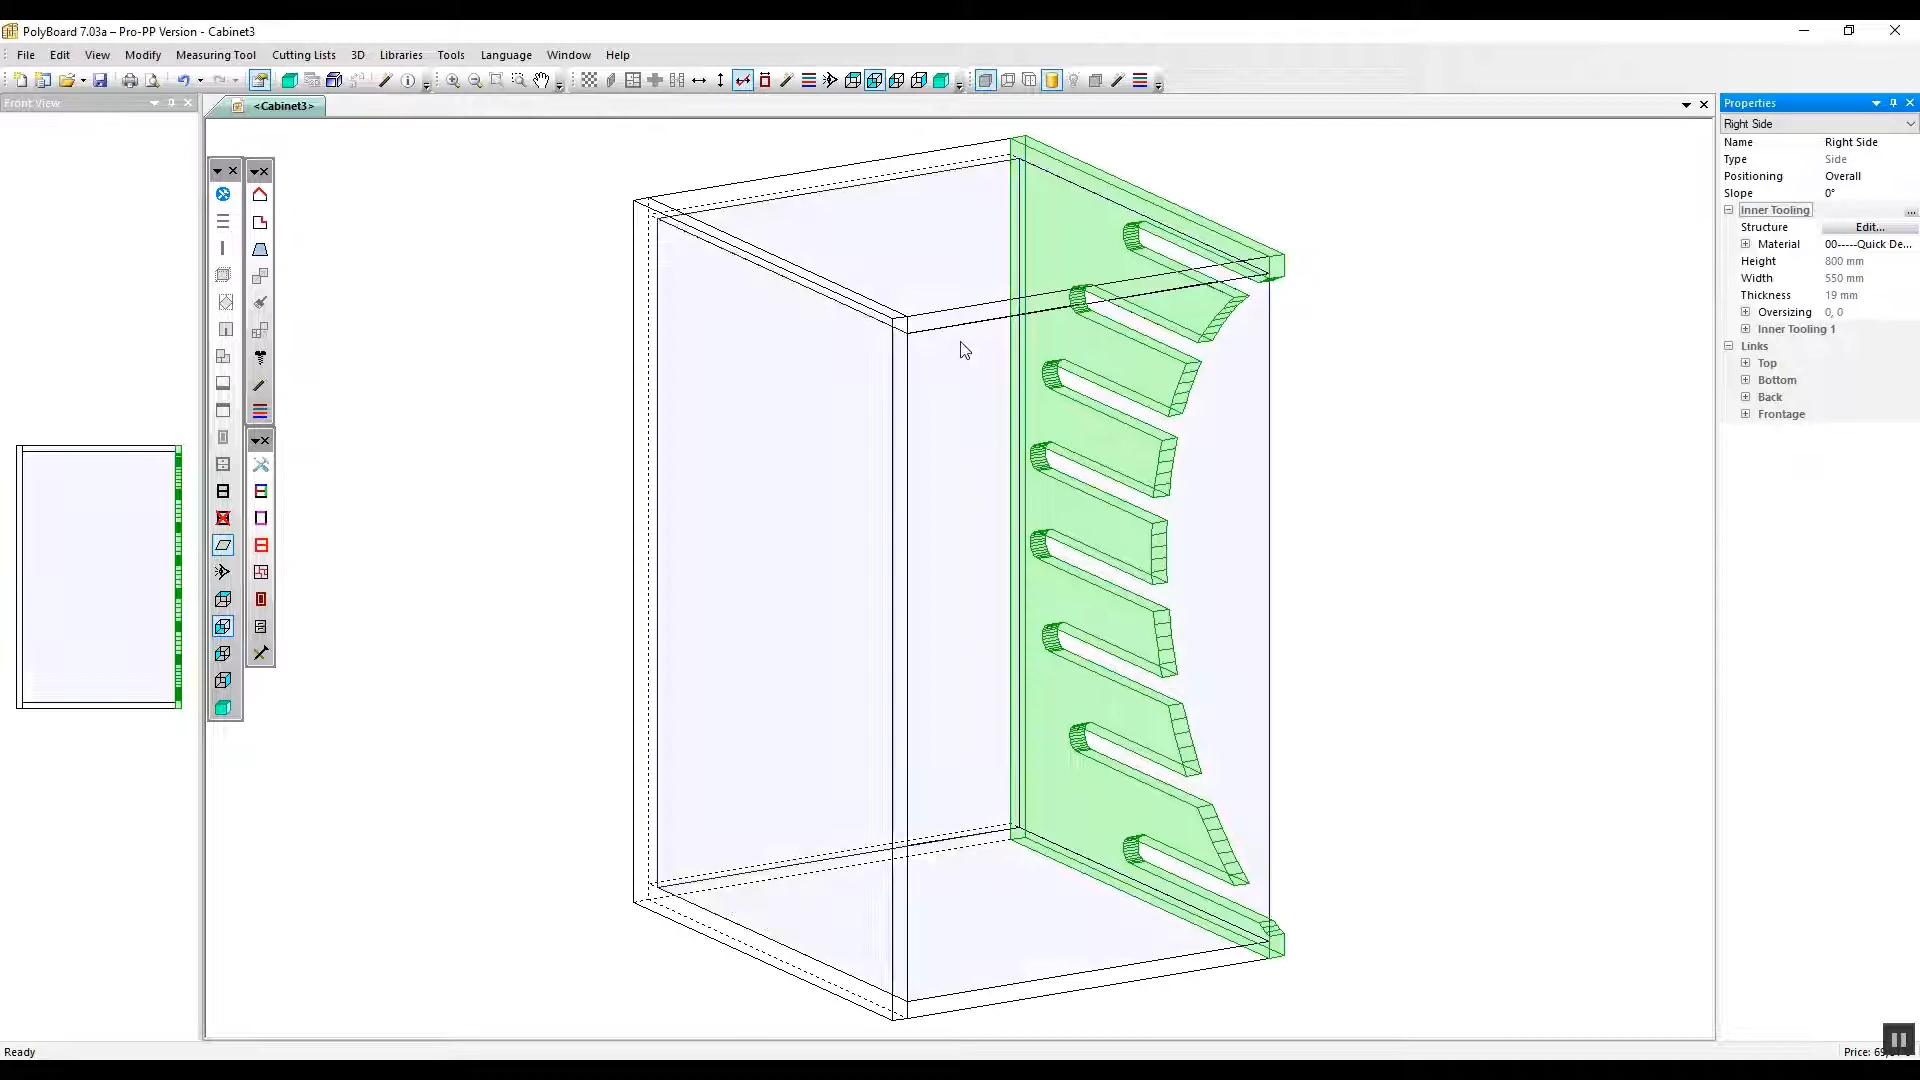 PolyBoard 7.03a – Pro-PP Version - Cabinet3
File Edit View Modify Measuring Tool Cutting Lists 3D Libraries Tools Language Window Help
Front View
<Cabinet3>
Properties
Right Side
Name Right Side
Type Side
Positioning Overall
Slope 0°
Inner Tooling ...
Structure Edit...
Material 00-----Quick De...
Height 800 mm
Width 550 mm
Thickness 19 mm
Oversizing 0, 0
Inner Tooling 1
Links
Top
Bottom
Back
Frontage
Ready
Price: